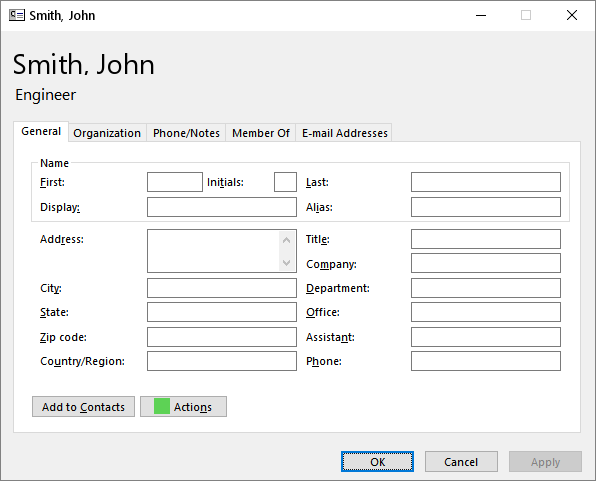 Smith, John
Smith, John
Engineer
General Organization Phone/Notes Member Of E-mail Addresses
Name
First: Initials: Last:
Display: Alias:
Address: Title:
Company:
City: Department:
State: Office:
Zip code: Assistant:
Country/Region: Phone:
Add to Contacts Actions
OK Cancel Apply